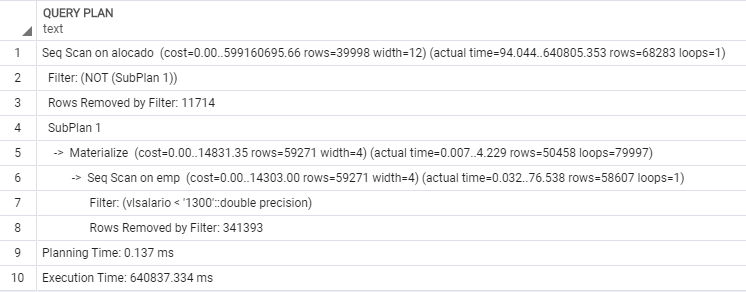 QUERY PLAN
text
1 Seq Scan on alocado (cost=0.00..599160695.66 rows=39998 width=12) (actual time=94.044..640805.353 rows=68283 loops=1)
2 Filter: (NOT (SubPlan 1))
3 Rows Removed by Filter: 11714
4 SubPlan 1
5 -> Materialize (cost=0.00..14831.35 rows=59271 width=4) (actual time=0.007..4.229 rows=50458 loops=79997)
6 -> Seq Scan on emp (cost=0.00..14303.00 rows=59271 width=4) (actual time=0.032..76.538 rows=58607 loops=1)
7 Filter: (vlsalario < '1300'::double precision)
8 Rows Removed by Filter: 341393
9 Planning Time: 0.137 ms
10 Execution Time: 640837.334 ms